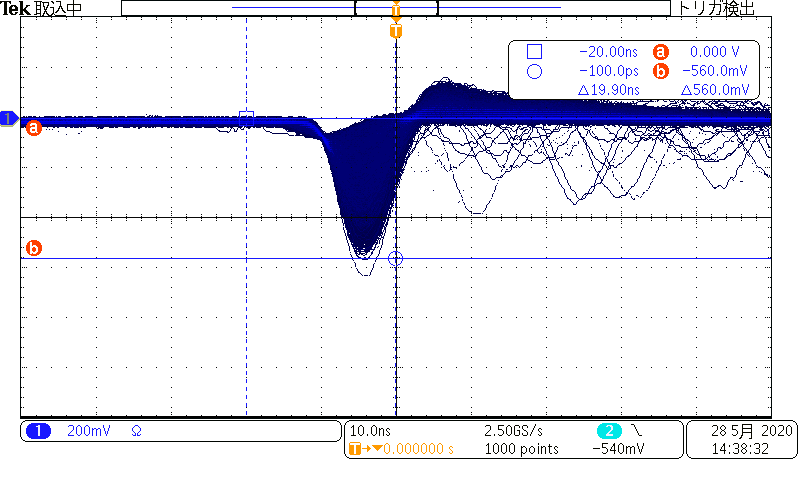 Tek 取込中 トリガ検出
T
T
−20.00ns a 0.000 V
−100.0ps b −560.0mV
△19.90ns △560.0mV
1
a
b
1 200mV Ω 10.0ns 2.50GS/s 2 −540mV 28 5月 2020
T→▼0.000000 s 1000 points 14:38:32